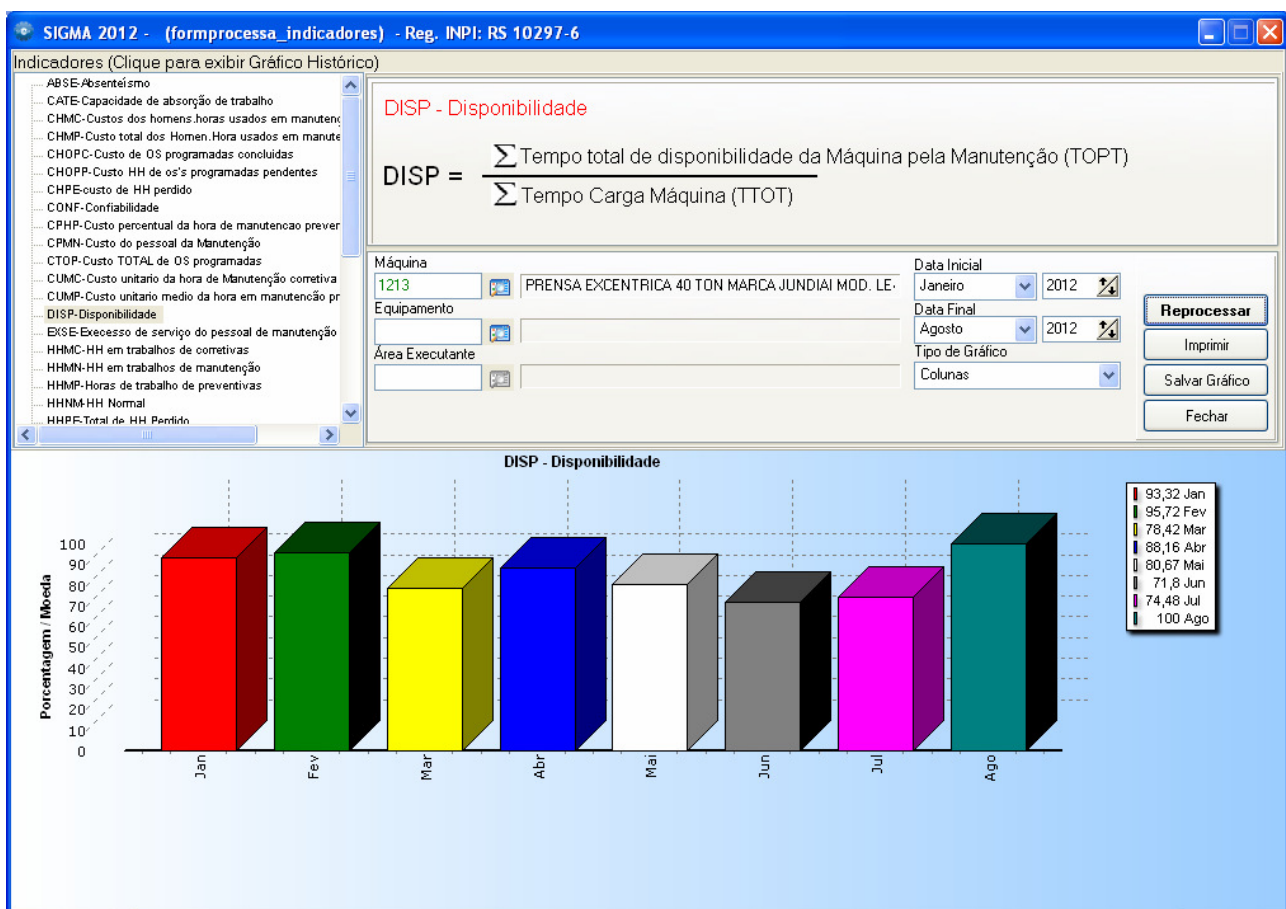 SIGMA 2012 - (formprocessa_indicadores) - Reg. INPI: RS 10297-6
Indicadores (Clique para exibir Gráfico Histórico)
ABSE-Absenteísmo
CATE-Capacidade de absorção de trabalho
CHMC-Custos dos homens.horas usados em manutenç
CHMP-Custo total dos Homen.Hora usados em manute
CHOPC-Custo de OS programadas concluidas
CHOPP-Custo HH de os's programadas pendentes
CHPE-custo de HH perdido
CONF-Confiabilidade
CPHP-Custo percentual da hora de manutencao prever
CPMN-Custo do pessoal da Manutenção
CTOP-Custo TOTAL de OS programadas
CUMC-Custo unitario da hora de Manutenção corretiva
CUMP-Custo unitario medio da hora em manutencão pr
DISP-Disponibilidade
EXSE-Execesso de serviço do pessoal de manutenção
HHMC-HH em trabalhos de corretivas
HHMN-HH em trabalhos de manutenção
HHMP-Horas de trabalho de preventivas
HHNM-HH Normal
HHPE-Total de HH Perdido
DISP - Disponibilidade
DISP = ∑ Tempo total de disponibilidade da Máquina pela Manutenção (TOPT)
∑ Tempo Carga Máquina (TTOT)
Máquina
1213 PRENSA EXCENTRICA 40 TON MARCA JUNDIAI MOD. LE-
Equipamento
Área Executante
Data Inicial
Janeiro 2012
Data Final
Agosto 2012
Tipo de Gráfico
Colunas
Reprocessar
Imprimir
Salvar Gráfico
Fechar
DISP - Disponibilidade
Porcentagem / Moeda
100
90
80
70
60
50
40
30
20
10
0
Jan
Fev
Mar
Abr
Mai
Jun
Jul
Ago
93,32 Jan
95,72 Fev
78,42 Mar
88,16 Abr
80,67 Mai
71,8 Jun
74,48 Jul
100 Ago